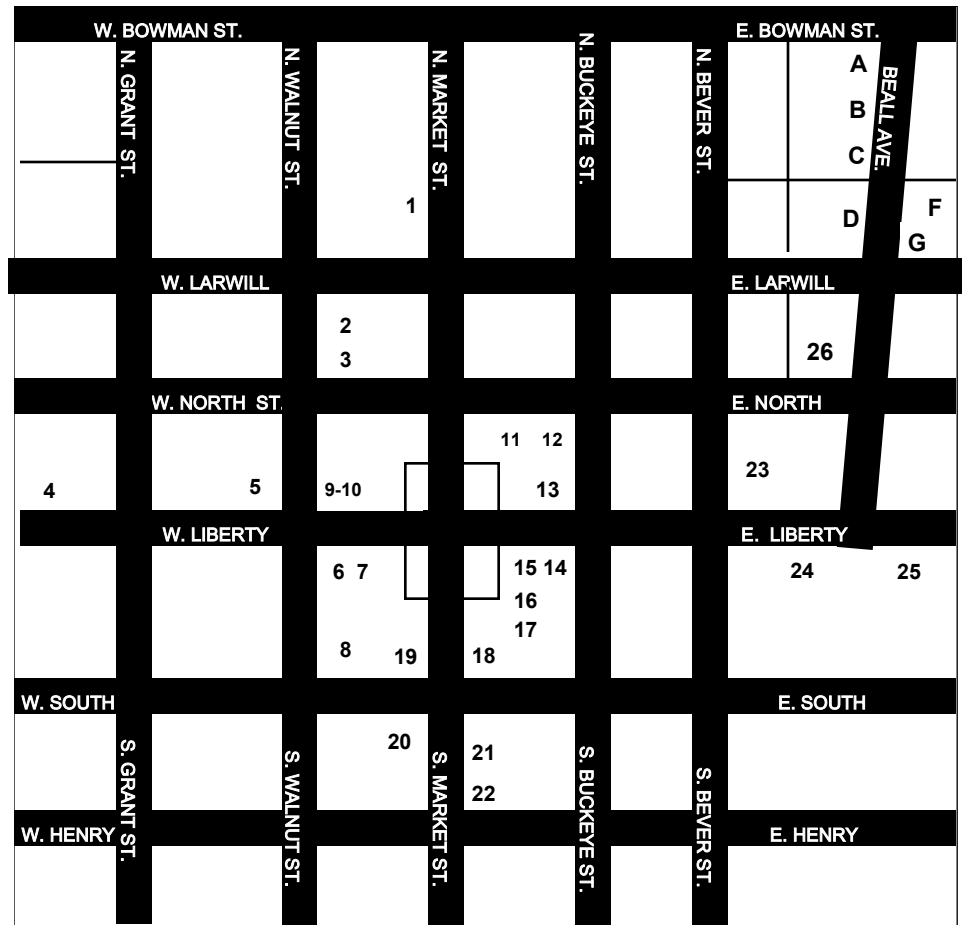 W. BOWMAN ST.
E. BOWMAN ST.
N. GRANT ST.
N. WALNUT ST.
N. MARKET ST.
N. BUCKEYE ST.
N. BEVER ST.
BEALL AVE.
A
B
C
1
D
F
G
W. LARWILL
E. LARWILL
2
3
26
W. NORTH ST.
E. NORTH
11 12
4
5
9-10
13
23
W. LIBERTY
E. LIBERTY
6 7
15 14
24
25
16
17
8
19
18
W. SOUTH
E. SOUTH
S. GRANT ST.
S. WALNUT ST.
S. MARKET ST.
S. BUCKEYE ST.
S. BEVER ST.
20
21
22
W. HENRY
E. HENRY